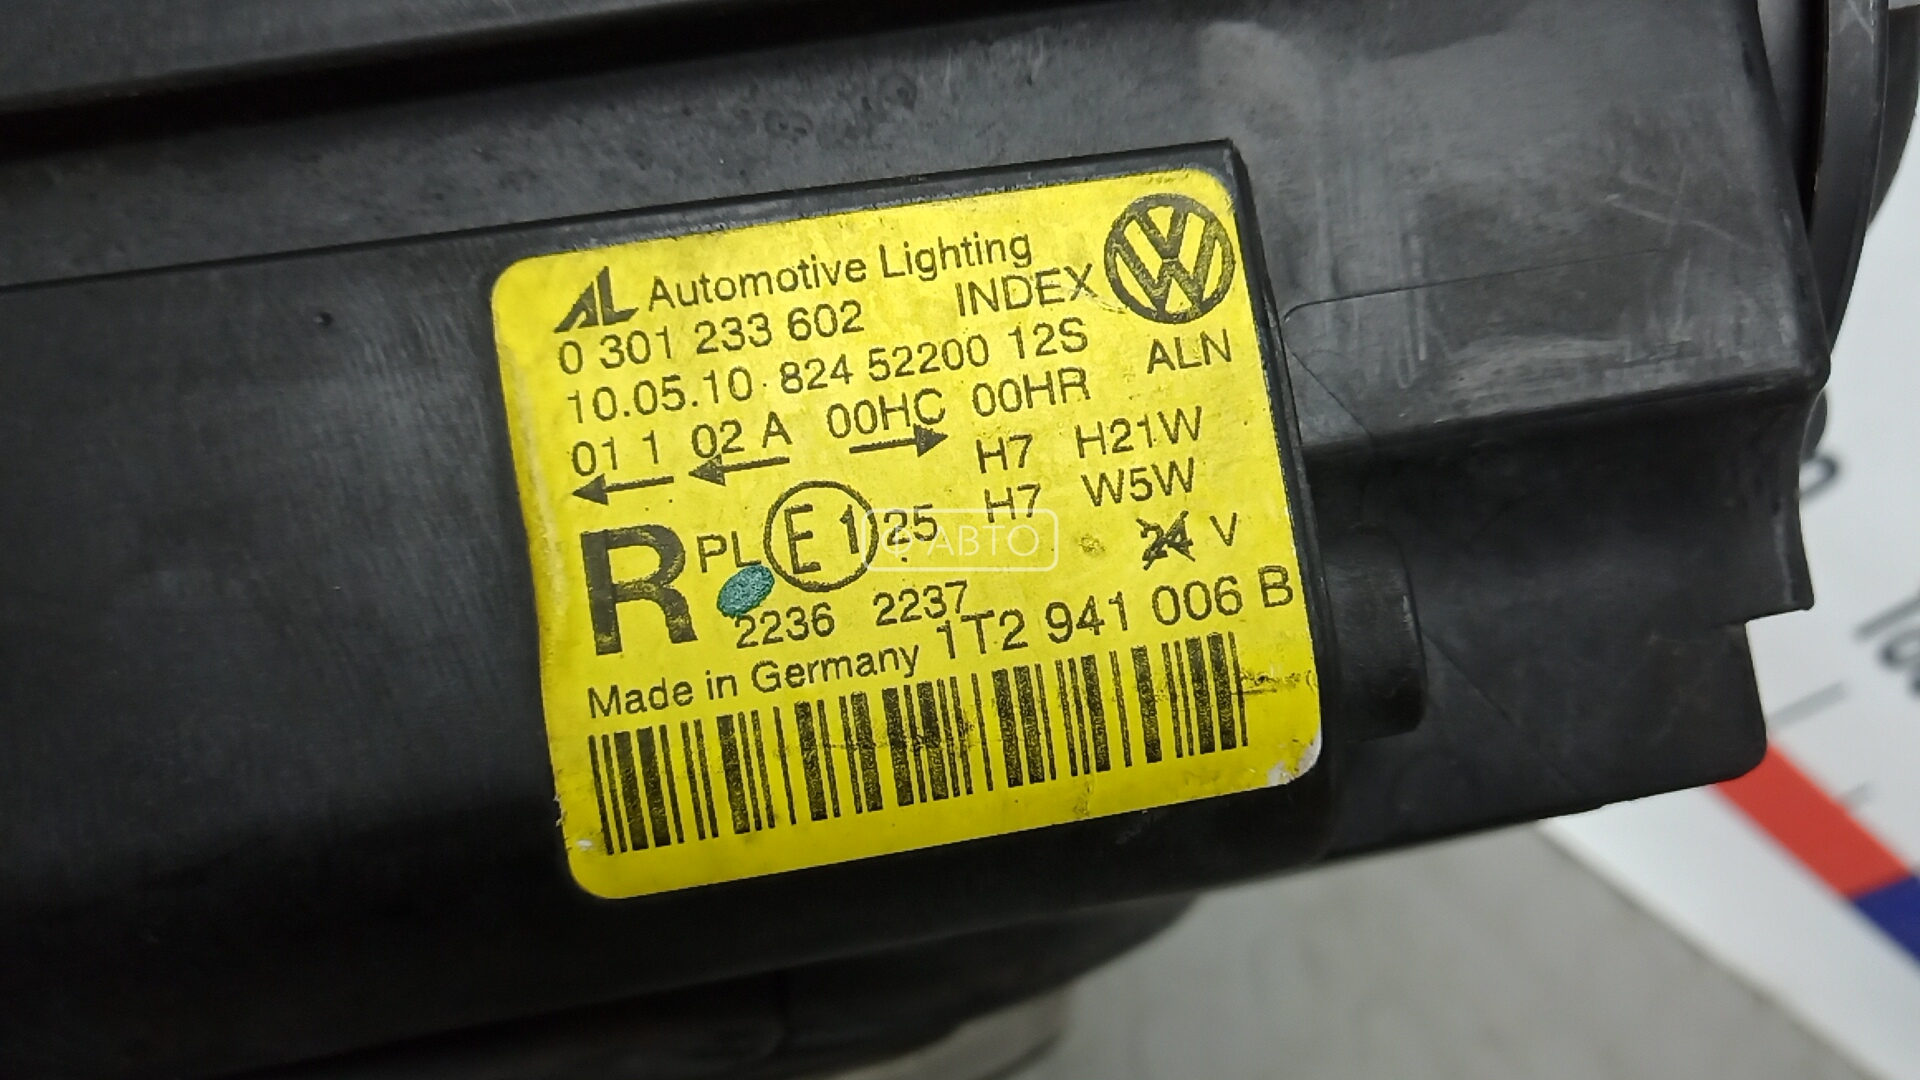 AL Automotive Lighting
0 301 233 602 INDEX
10.05.10 824 52200 12S ALN
01 1 02 A 00HC 00HR
H7 H21W
H7 W5W
R PL E1 25 24 V
Ф АВТО
2236 2237
Made in Germany 1T2 941 006 B